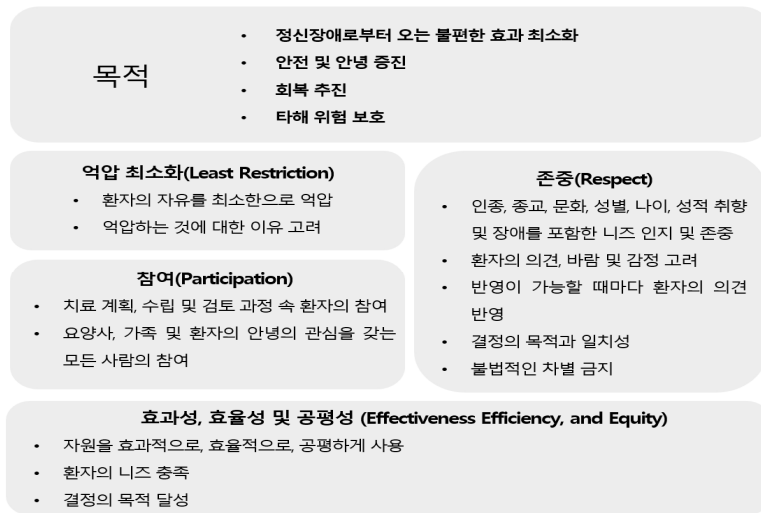 목적
• 정신장애로부터 오는 불편한 효과 최소화
• 안전 및 안녕 증진
• 회복 추진
• 타해 위험 보호
억압 최소화(Least Restriction)
• 환자의 자유를 최소한으로 억압
• 억압하는 것에 대한 이유 고려
참여(Participation)
• 치료 계획, 수립 및 검토 과정 속 환자의 참여
• 요양사, 가족 및 환자의 안녕의 관심을 갖는
모든 사람의 참여
존중(Respect)
• 인종, 종교, 문화, 성별, 나이, 성적 취향
및 장애를 포함한 니즈 인지 및 존중
• 환자의 의견, 바람 및 감정 고려
• 반영이 가능할 때마다 환자의 의견
반영
• 결정의 목적과 일치성
• 불법적인 차별 금지
효과성, 효율성 및 공평성 (Effectiveness Efficiency, and Equity)
• 자원을 효과적으로, 효율적으로, 공평하게 사용
• 환자의 니즈 충족
• 결정의 목적 달성